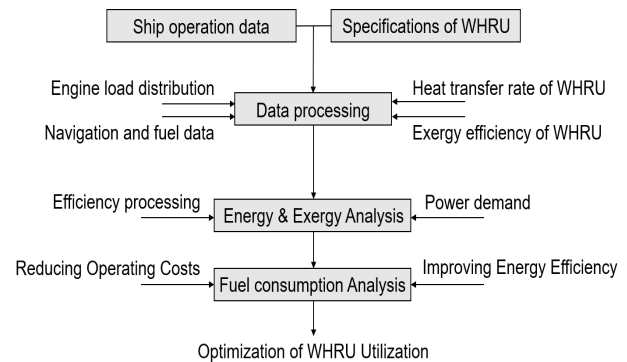 Ship operation data
Specifications of WHRU
Engine load distribution
Heat transfer rate of WHRU
Data processing
Navigation and fuel data
Exergy efficiency of WHRU
Efficiency processing
Power demand
Energy & Exergy Analysis
Reducing Operating Costs
Improving Energy Efficiency
Fuel consumption Analysis
Optimization of WHRU Utilization